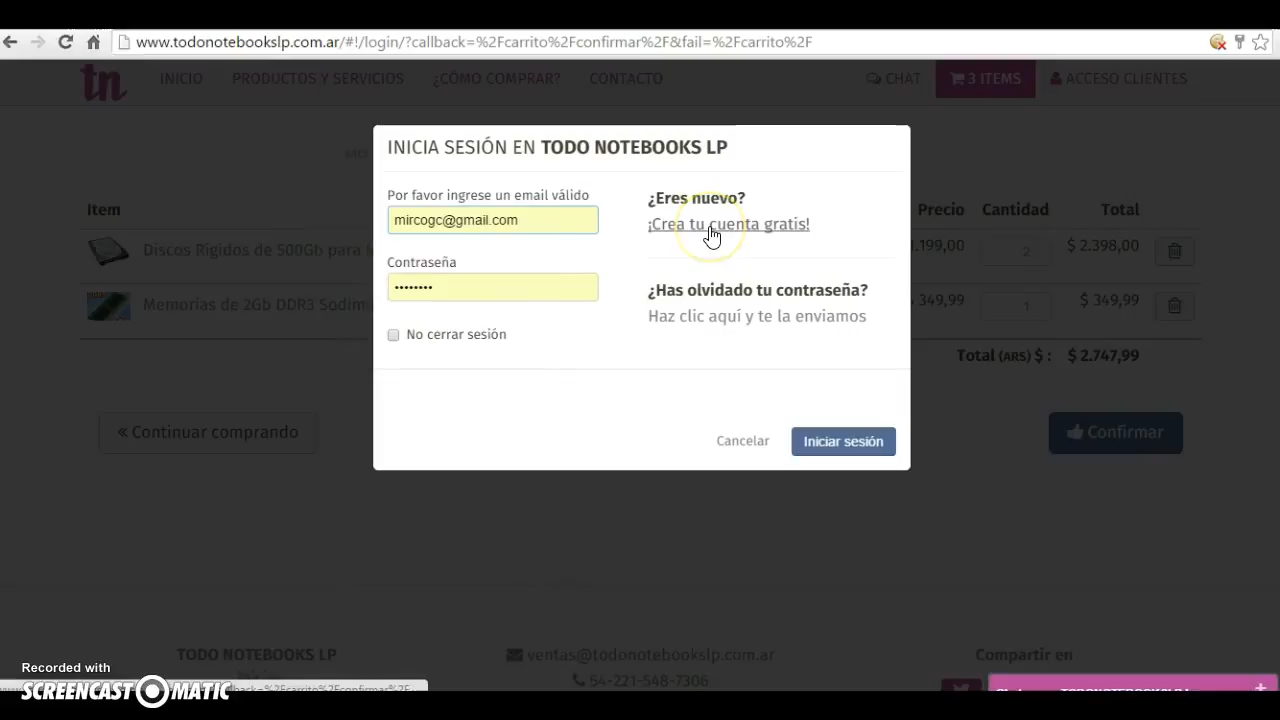 www.todonotebookslp.com.ar/#!/login/?callback=%2Fcarrito%2Fconfirmar%2F&fail=%2Fcarrito%2F
tn INICIO PRODUCTOS Y SERVICIOS ¿CÓMO COMPRAR? CONTACTO CHAT 3 ITEMS ACCESO CLIENTES
INICIA SESIÓN EN TODO NOTEBOOKS LP
Por favor ingrese un email válido
mircogc@gmail.com
Contraseña
••••••••
No cerrar sesión
¿Eres nuevo?
¡Crea tu cuenta gratis!
¿Has olvidado tu contraseña?
Haz clic aquí y te la enviamos
Cancelar Iniciar sesión
Item Precio Cantidad Total
Discos Rigidos de 500Gb para 1.199,00 2 $ 2.398,00
Memorias de 2Gb DDR3 Sodim 349,99 1 $ 349,99
Total (ARS) $ : $ 2.747,99
« Continuar comprando Confirmar
TODO NOTEBOOKS LP ventas@todonotebookslp.com.ar Compartir en
54-221-548-7306
Recorded with
SCREENCAST MATIC